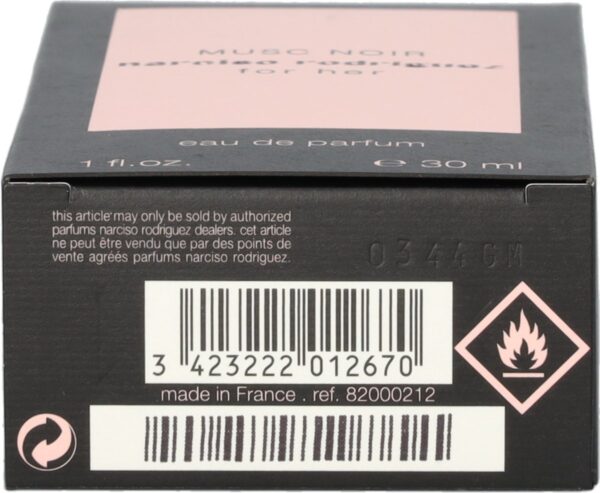 MUSC NOIR
narciso rodriguez
for her
eau de parfum
1 fl.oz. e 30 ml
this article may only be sold by authorized
parfums narciso rodriguez dealers. cet article
ne peut être vendu que par des points de
vente agréés parfums narciso rodriguez.
03446M
3 423222 012670
made in France . ref. 82000212